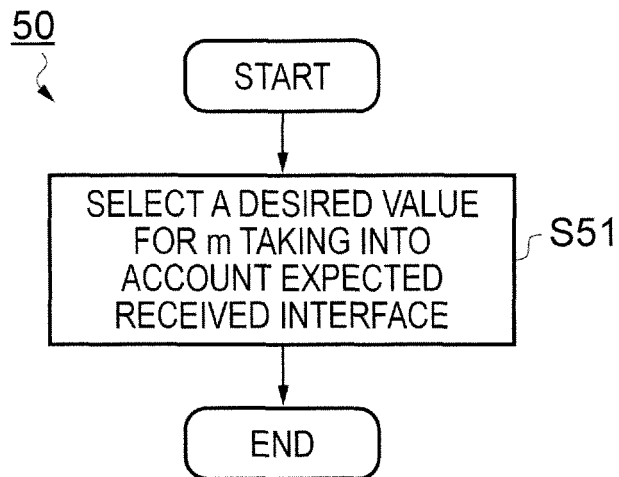 50
START
SELECT A DESIRED VALUE
FOR m TAKING INTO
ACCOUNT EXPECTED
RECEIVED INTERFACE
S51
END